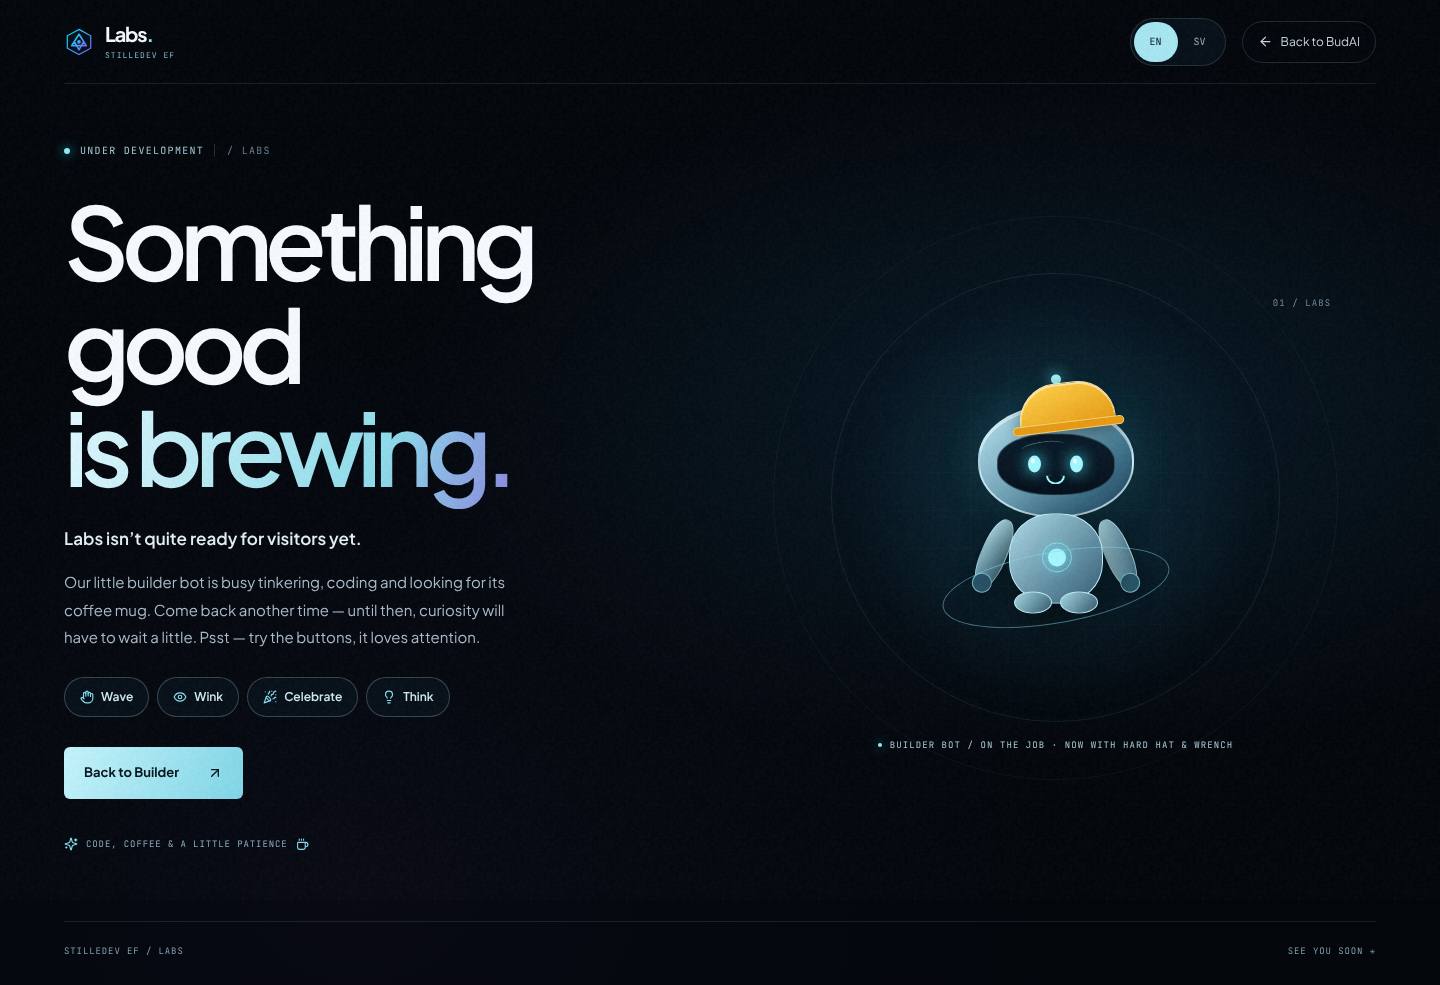 Labs.
STILLEDEV EF
EN
SV
Back to BudAI
UNDER DEVELOPMENT
/ LABS
Something
good
is brewing.
Labs isn’t quite ready for visitors yet.
Our little builder bot is busy tinkering, coding and looking for its
coffee mug. Come back another time — until then, curiosity will
have to wait a little. Psst — try the buttons, it loves attention.
Wave
Wink
Celebrate
Think
Back to Builder
CODE, COFFEE & A LITTLE PATIENCE
01 / LABS
BUILDER BOT / ON THE JOB · NOW WITH HARD HAT & WRENCH
STILLEDEV EF / LABS
SEE YOU SOON ✦